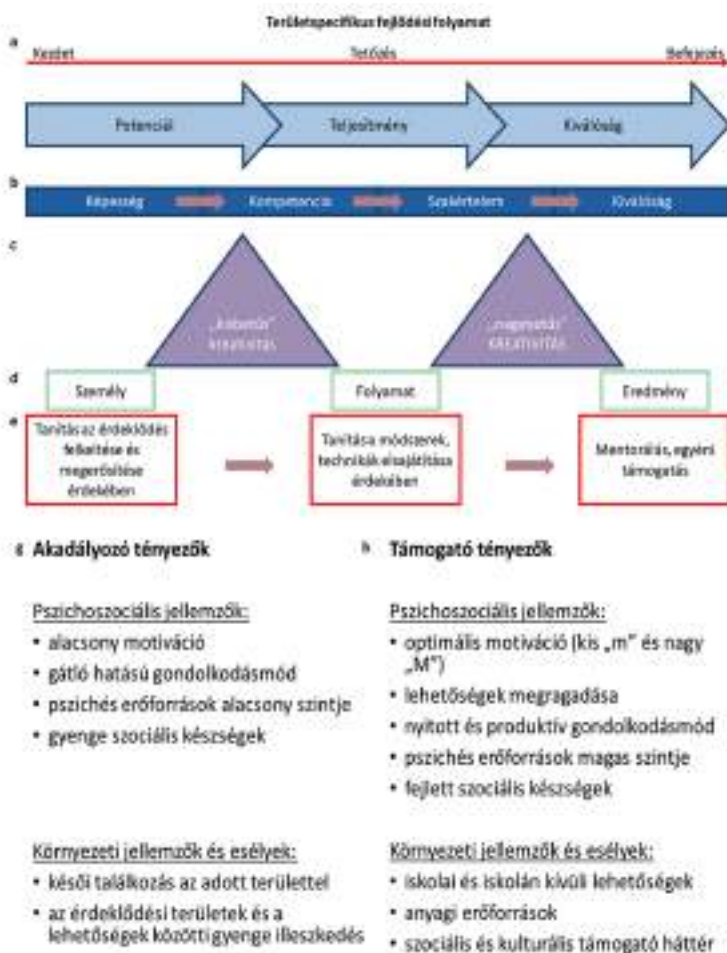 Területspecifikus fejlődési folyamat
a
Kezdet Tetőzés Befejezés
Potenciál Teljesítmény Kiválóság
b
Képesség Kompetencia Szakértelem Kiválóság
c
„kisbetűs” „nagybetűs”
kreativitás KREATIVITÁS
d
Személy Folyamat Eredmény
e
Tanítás az érdeklődés
felkeltése és
megerősítése
érdekében
Tanítás a módszerek,
technikák elsajátítása
érdekében
Mentorálás, egyéni
támogatás
g Akadályozó tényezők
Pszichoszociális jellemzők:
• alacsony motiváció
• gátló hatású gondolkodásmód
• pszichés erőforrások alacsony szintje
• gyenge szociális készségek
Környezeti jellemzők és esélyek:
• késői találkozás az adott területtel
• az érdeklődési területek és a
lehetőségek közötti gyenge illeszkedés
h Támogató tényezők
Pszichoszociális jellemzők:
• optimális motiváció (kis „m” és nagy
„M”)
• lehetőségek megragadása
• nyitott és produktív gondolkodásmód
• pszichés erőforrások magas szintje
• fejlett szociális készségek
Környezeti jellemzők és esélyek:
• iskolai és iskolán kívüli lehetőségek
• anyagi erőforrások
• szociális és kulturális támogató háttér